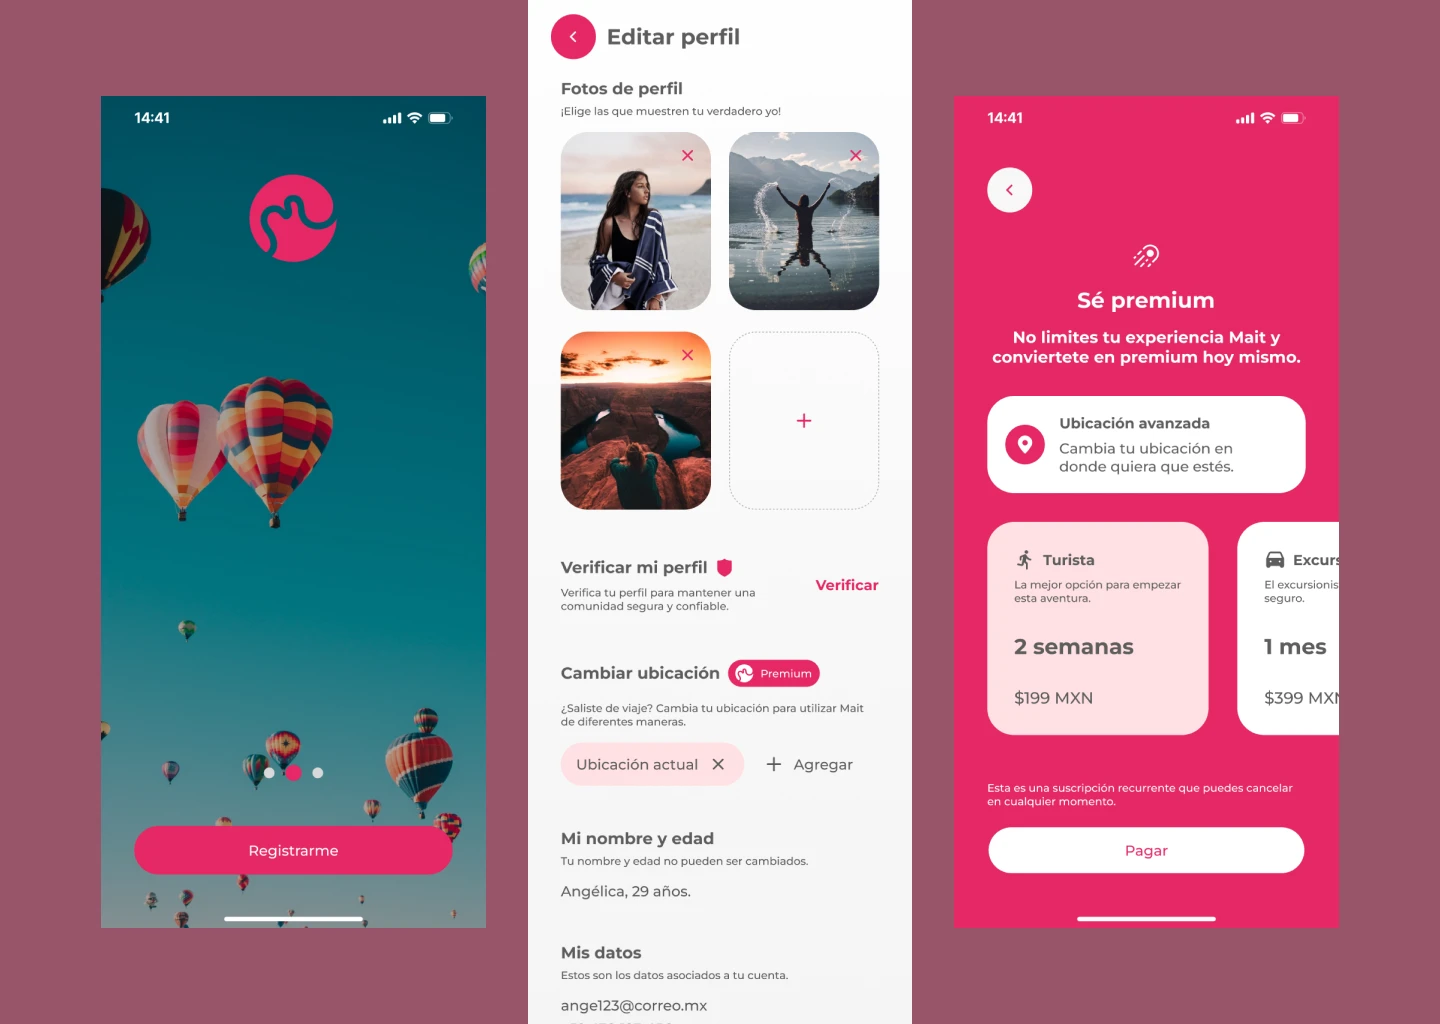 14:41
Registrarme
Editar perfil
Fotos de perfil
¡Elige las que muestren tu verdadero yo!
Verificar mi perfil
Verifica tu perfil para mantener una
comunidad segura y confiable.
Verificar
Cambiar ubicación
Premium
¿Saliste de viaje? Cambia tu ubicación para utilizar Mait
de diferentes maneras.
Ubicación actual
Agregar
Mi nombre y edad
Tu nombre y edad no pueden ser cambiados.
Angélica, 29 años.
Mis datos
Estos son los datos asociados a tu cuenta.
ange123@correo.mx
14:41
Sé premium
No limites tu experiencia Mait y
conviertete en premium hoy mismo.
Ubicación avanzada
Cambia tu ubicación en
donde quiera que estés.
Turista
La mejor opción para empezar
esta aventura.
2 semanas
$199 MXN
Excurs
El excursionis
seguro.
1 mes
$399 MXN
Esta es una suscripción recurrente que puedes cancelar
en cualquier momento.
Pagar